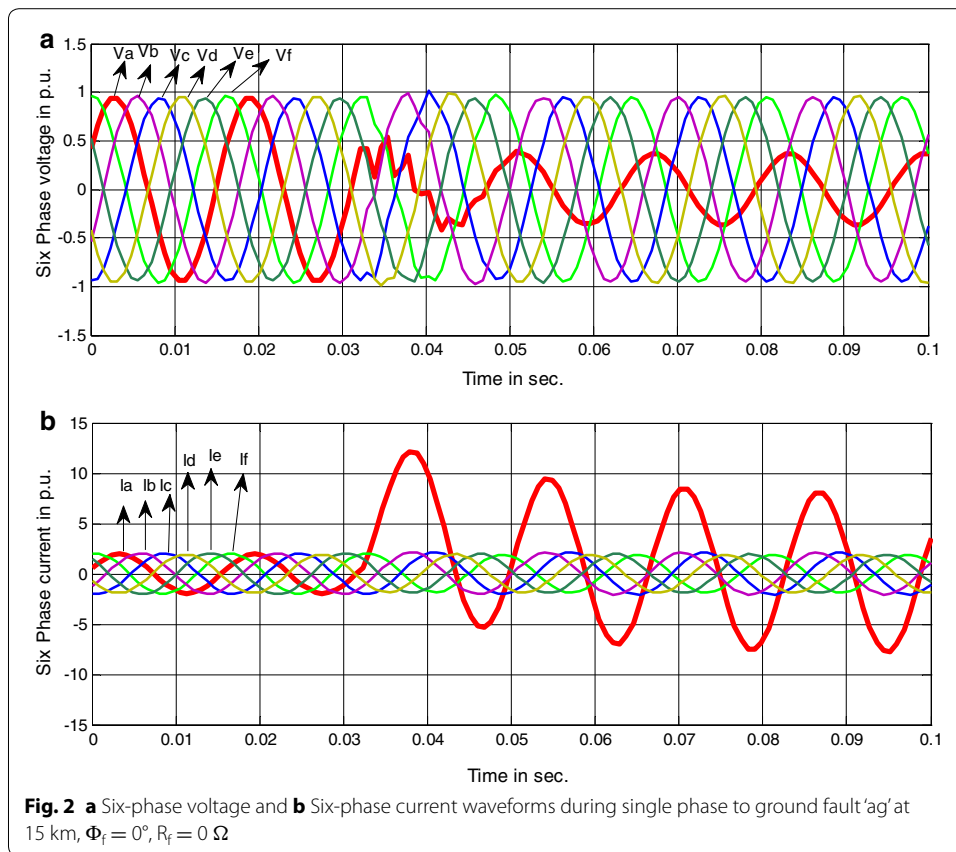 a
1.5
Va Vb Vc Vd Ve Vf
1
0.5
0
-0.5
-1
-1.5
Six Phase voltage in p.u.
0 0.01 0.02 0.03 0.04 0.05 0.06 0.07 0.08 0.09 0.1
Time in sec.
b
15
10
5
0
-5
-10
-15
Six Phase current in p.u.
Ia Ib Ic Id Ie If
0 0.01 0.02 0.03 0.04 0.05 0.06 0.07 0.08 0.09 0.1
Time in sec.
Fig. 2 a Six-phase voltage and b Six-phase current waveforms during single phase to ground fault ‘ag’ at
15 km, Φf = 0°, Rf = 0 Ω